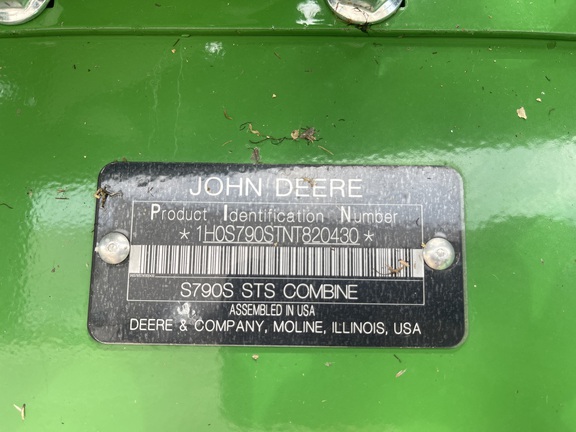 JOHN DEERE
Product Identification Number
*1H0S790STNT820430*
S790S STS COMBINE
ASSEMBLED IN USA
DEERE & COMPANY, MOLINE, ILLINOIS, USA